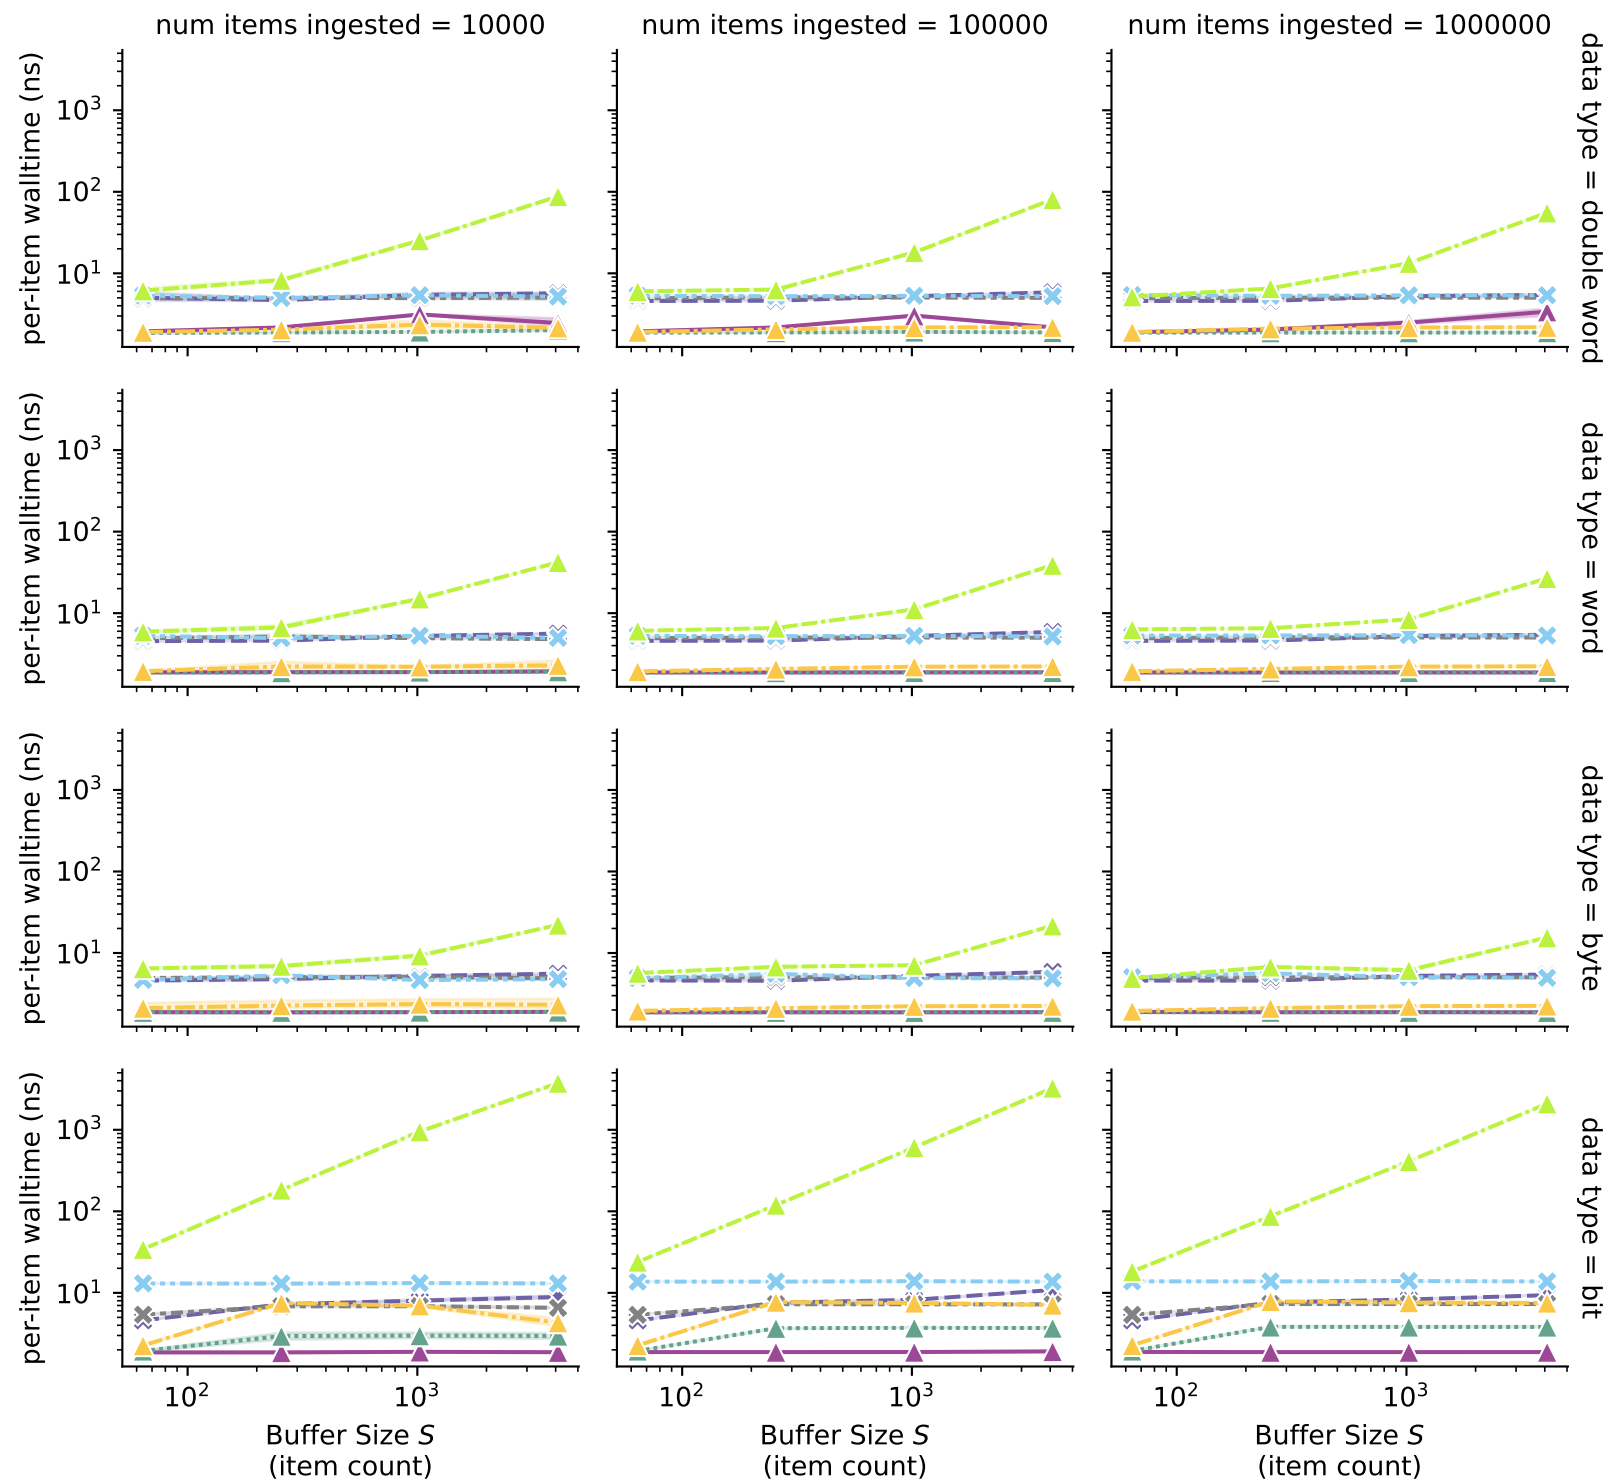 num items ingested = 10000
num items ingested = 100000
num items ingested = 1000000
per-item walltime (ns)
10³
10²
10¹
data type = double word
per-item walltime (ns)
10³
10²
10¹
data type = word
per-item walltime (ns)
10³
10²
10¹
data type = byte
per-item walltime (ns)
10³
10²
10¹
data type = bit
10²
10³
10²
10³
10²
10³
Buffer Size S
(item count)
Buffer Size S
(item count)
Buffer Size S
(item count)